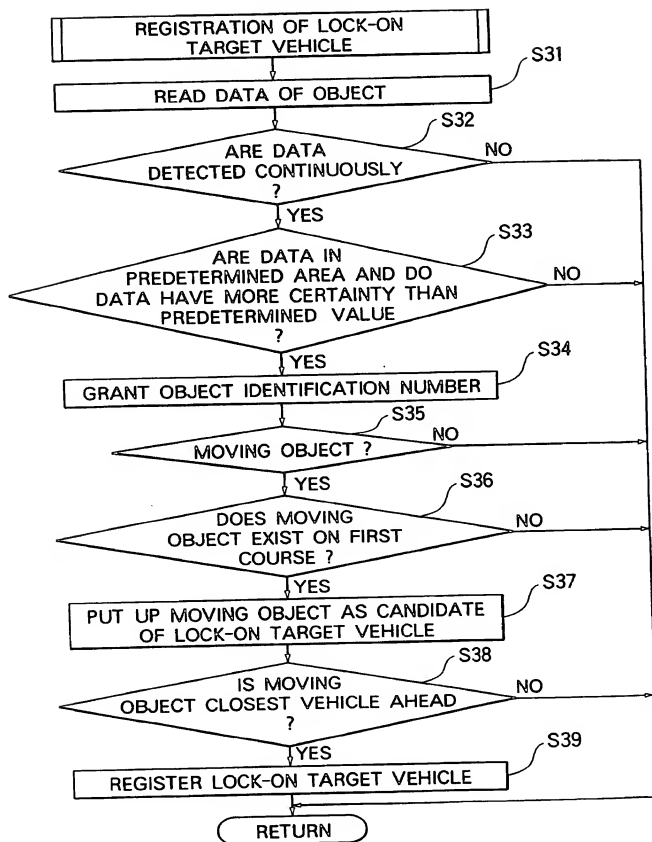 REGISTRATION OF LOCK-ON
TARGET VEHICLE
S31
READ DATA OF OBJECT
S32
ARE DATA
DETECTED CONTINUOUSLY
?
NO
YES
S33
ARE DATA IN
PREDETERMINED AREA AND DO
DATA HAVE MORE CERTAINTY THAN
PREDETERMINED VALUE
?
NO
YES
S34
GRANT OBJECT IDENTIFICATION NUMBER
S35
MOVING OBJECT ?
NO
YES
S36
DOES MOVING
OBJECT EXIST ON FIRST
COURSE ?
NO
YES
S37
PUT UP MOVING OBJECT AS CANDIDATE
OF LOCK-ON TARGET VEHICLE
S38
IS MOVING
OBJECT CLOSEST VEHICLE AHEAD
?
NO
YES
S39
REGISTER LOCK-ON TARGET VEHICLE
RETURN